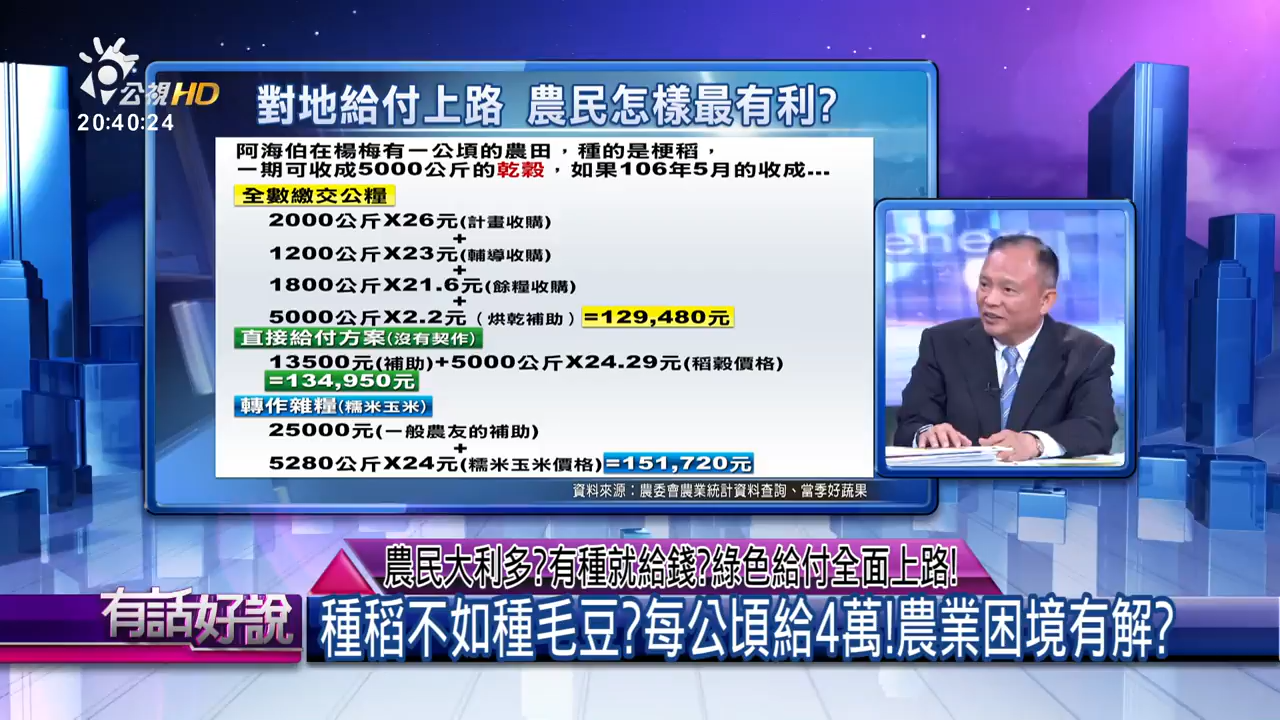 公視HD
20:40:24
對地給付上路 農民怎樣最有利?
阿海伯在楊梅有一公頃的農田，種的是梗稻，
一期可收成5000公斤的乾穀，如果106年5月的收成...
全數繳交公糧
2000公斤X26元(計畫收購)
+
1200公斤X23元(輔導收購)
+
1800公斤X21.6元(餘糧收購)
+
5000公斤X2.2元（烘乾補助）=129,480元
直接給付方案(沒有契作)
13500元(補助)+5000公斤X24.29元(稻穀價格)
=134,950元
轉作雜糧(糯米玉米)
25000元(一般農友的補助)
+
5280公斤X24元(糯米玉米價格)=151,720元
資料來源：農委會農業統計資料查詢、當季好蔬果
農民大利多?有種就給錢?綠色給付全面上路!
有話好說
種稻不如種毛豆?每公頃給4萬!農業困境有解?